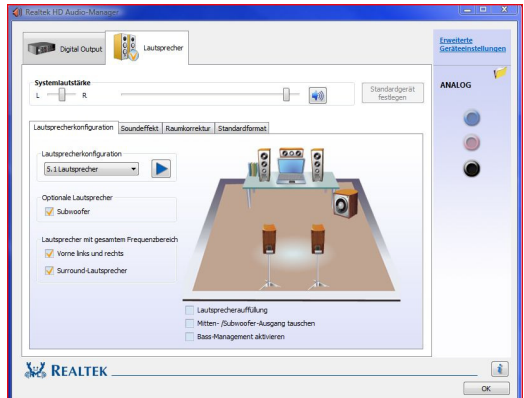 Realtek HD Audio-Manager
Digital Output
Lautsprecher
Erweiterte
Geräteeinstellungen
Systemlautstärke
L
R
Standardgerät
festlegen
ANALOG
Lautsprecherkonfiguration
Soundeffekt
Raumkorrektur
Standardformat
Lautsprecherkonfiguration
5.1 Lautsprecher
Optionale Lautsprecher
Subwoofer
Lautsprecher mit gesamtem Frequenzbereich
Vorne links und rechts
Surround-Lautsprecher
Lautsprecherauffüllung
Mitten- /Subwoofer-Ausgang tauschen
Bass-Management aktivieren
REALTEK
OK